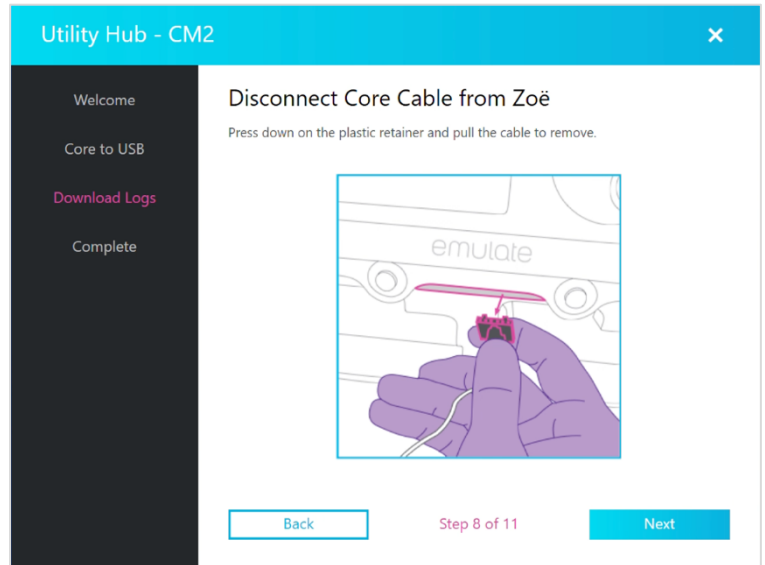 Utility Hub - CM2
×
Welcome
Core to USB
Download Logs
Complete
Disconnect Core Cable from Zoë
Press down on the plastic retainer and pull the cable to remove.
emulate
Back
Step 8 of 11
Next